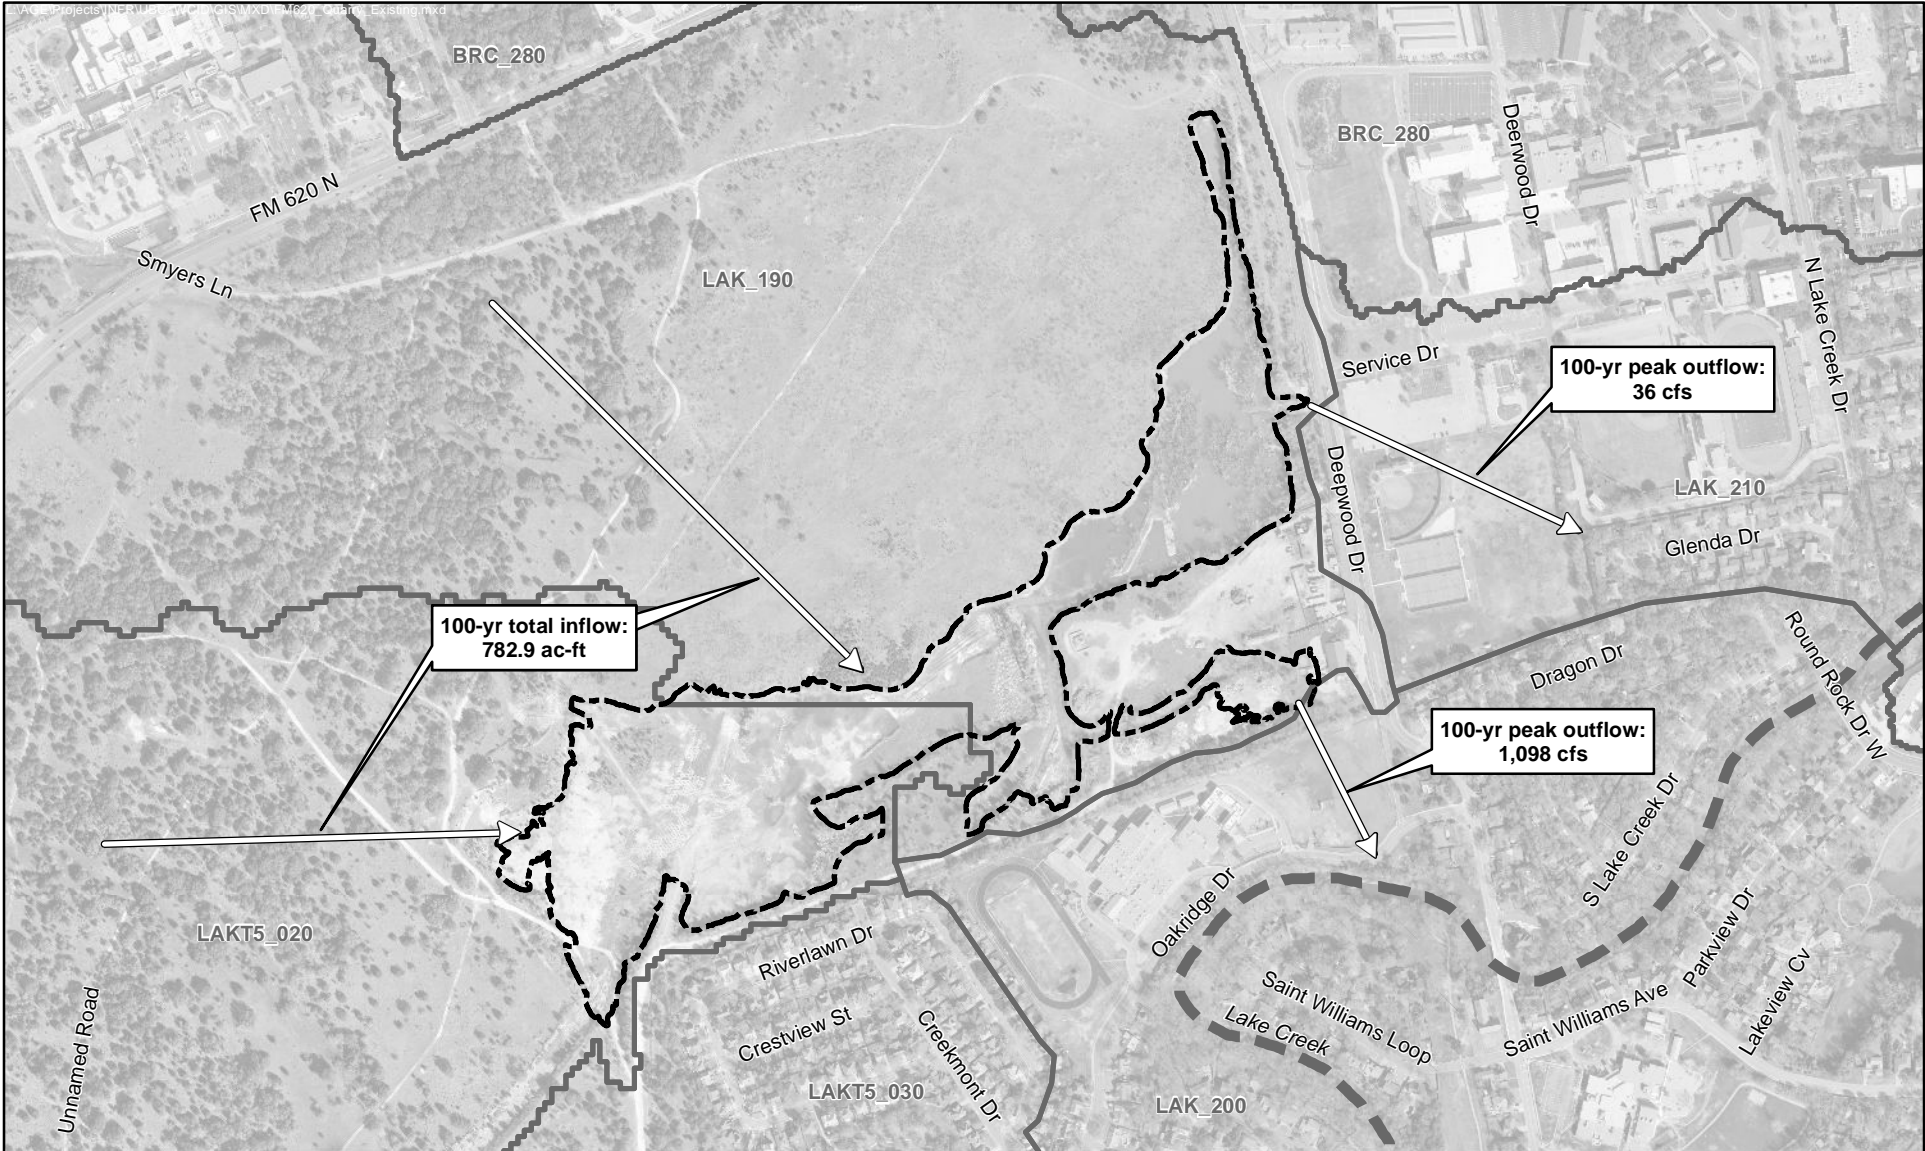 BRC_280
BRC_280
Deerwood Dr
FM 620 N
Smyers Ln
LAK_190
N Lake Creek Dr
Service Dr
100-yr peak outflow:
36 cfs
Deepwood Dr
LAK_210
Glenda Dr
100-yr total inflow:
782.9 ac-ft
Dragon Dr
Round Rock Dr W
100-yr peak outflow:
1,098 cfs
S Lake Creek Dr
LAKT5_020
Riverlawn Dr
Oakridge Dr
Parkview Dr
Lakeview Cv
Saint Williams Loop
Saint Williams Ave
Lake Creek
Unnamed Road
Crestview St
Creekmont Dr
LAKT5_030
LAK_200